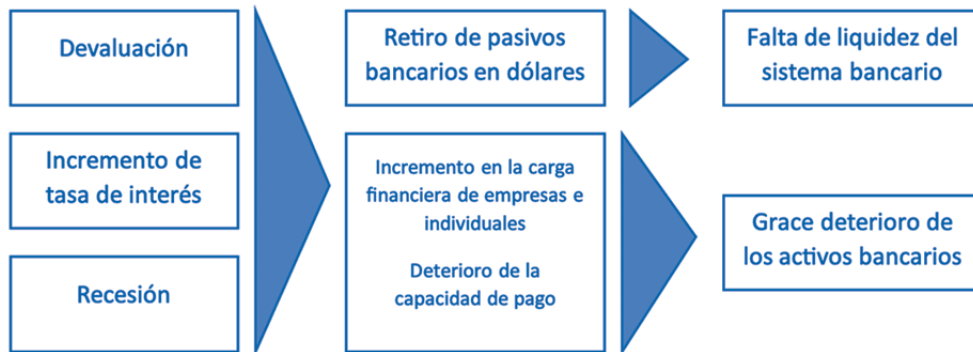 Devaluación
Incremento de
tasa de interés
Recesión
Retiro de pasivos
bancarios en dólares
Incremento en la carga
financiera de empresas e
individuales
Deterioro de la
capacidad de pago
Falta de liquidez del
sistema bancario
Grace deterioro de
los activos bancarios